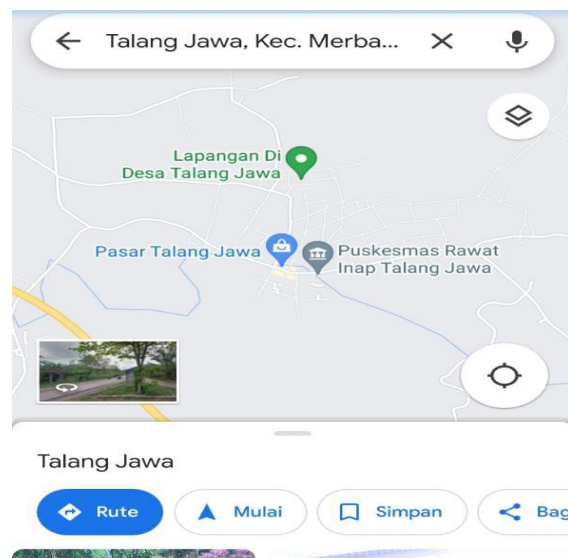 Talang Jawa, Kec. Merba...
Lapangan Di
Desa Talang Jawa
Pasar Talang Jawa
Puskesmas Rawat
Inap Talang Jawa
Talang Jawa
Rute
Mulai
Simpan
Bag